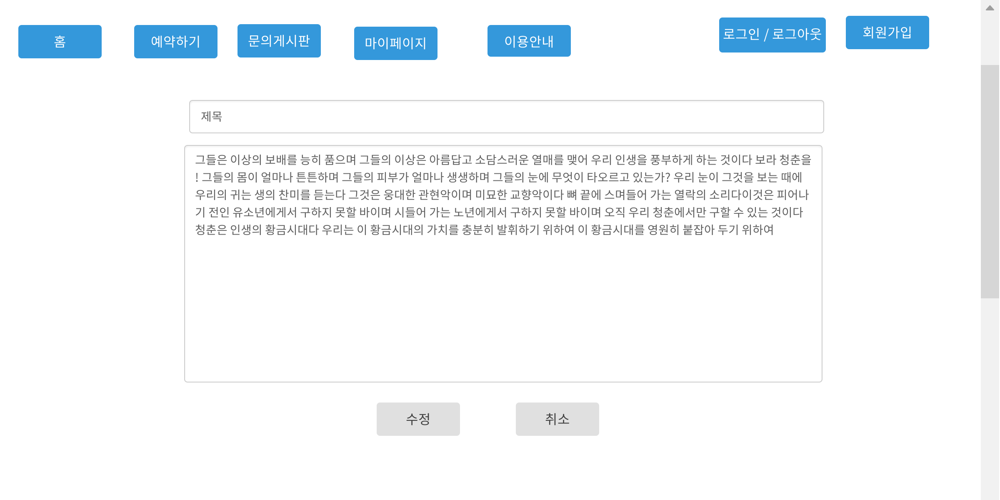 홈
예약하기
문의게시판
마이페이지
이용안내
로그인 / 로그아웃
회원가입
제목
그들은 이상의 보배를 능히 품으며 그들의 이상은 아름답고 소담스러운 열매를 맺어 우리 인생을 풍부하게 하는 것이다 보라 청춘을
! 그들의 몸이 얼마나 튼튼하며 그들의 피부가 얼마나 생생하며 그들의 눈에 무엇이 타오르고 있는가? 우리 눈이 그것을 보는 때에
우리의 귀는 생의 찬미를 듣는다 그것은 웅대한 관현악이며 미묘한 교향악이다 뼈 끝에 스며들어 가는 열락의 소리다이것은 피어나
기 전인 유소년에게서 구하지 못할 바이며 시들어 가는 노년에게서 구하지 못할 바이며 오직 우리 청춘에서만 구할 수 있는 것이다
청춘은 인생의 황금시대다 우리는 이 황금시대의 가치를 충분히 발휘하기 위하여 이 황금시대를 영원히 붙잡아 두기 위하여
수정
취소